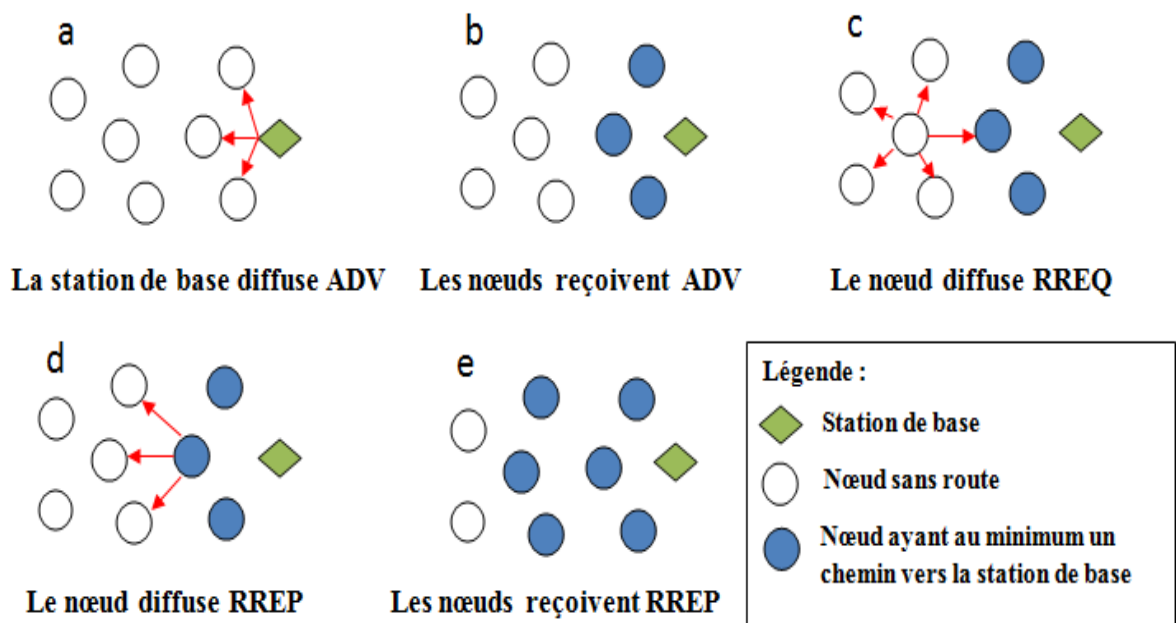 a
b
c
La station de base diffuse ADV
Les nœuds reçoivent ADV
Le nœud diffuse RREQ
d
e
Le nœud diffuse RREP
Les nœuds reçoivent RREP
Légende :
Station de base
Nœud sans route
Nœud ayant au minimum un
chemin vers la station de base